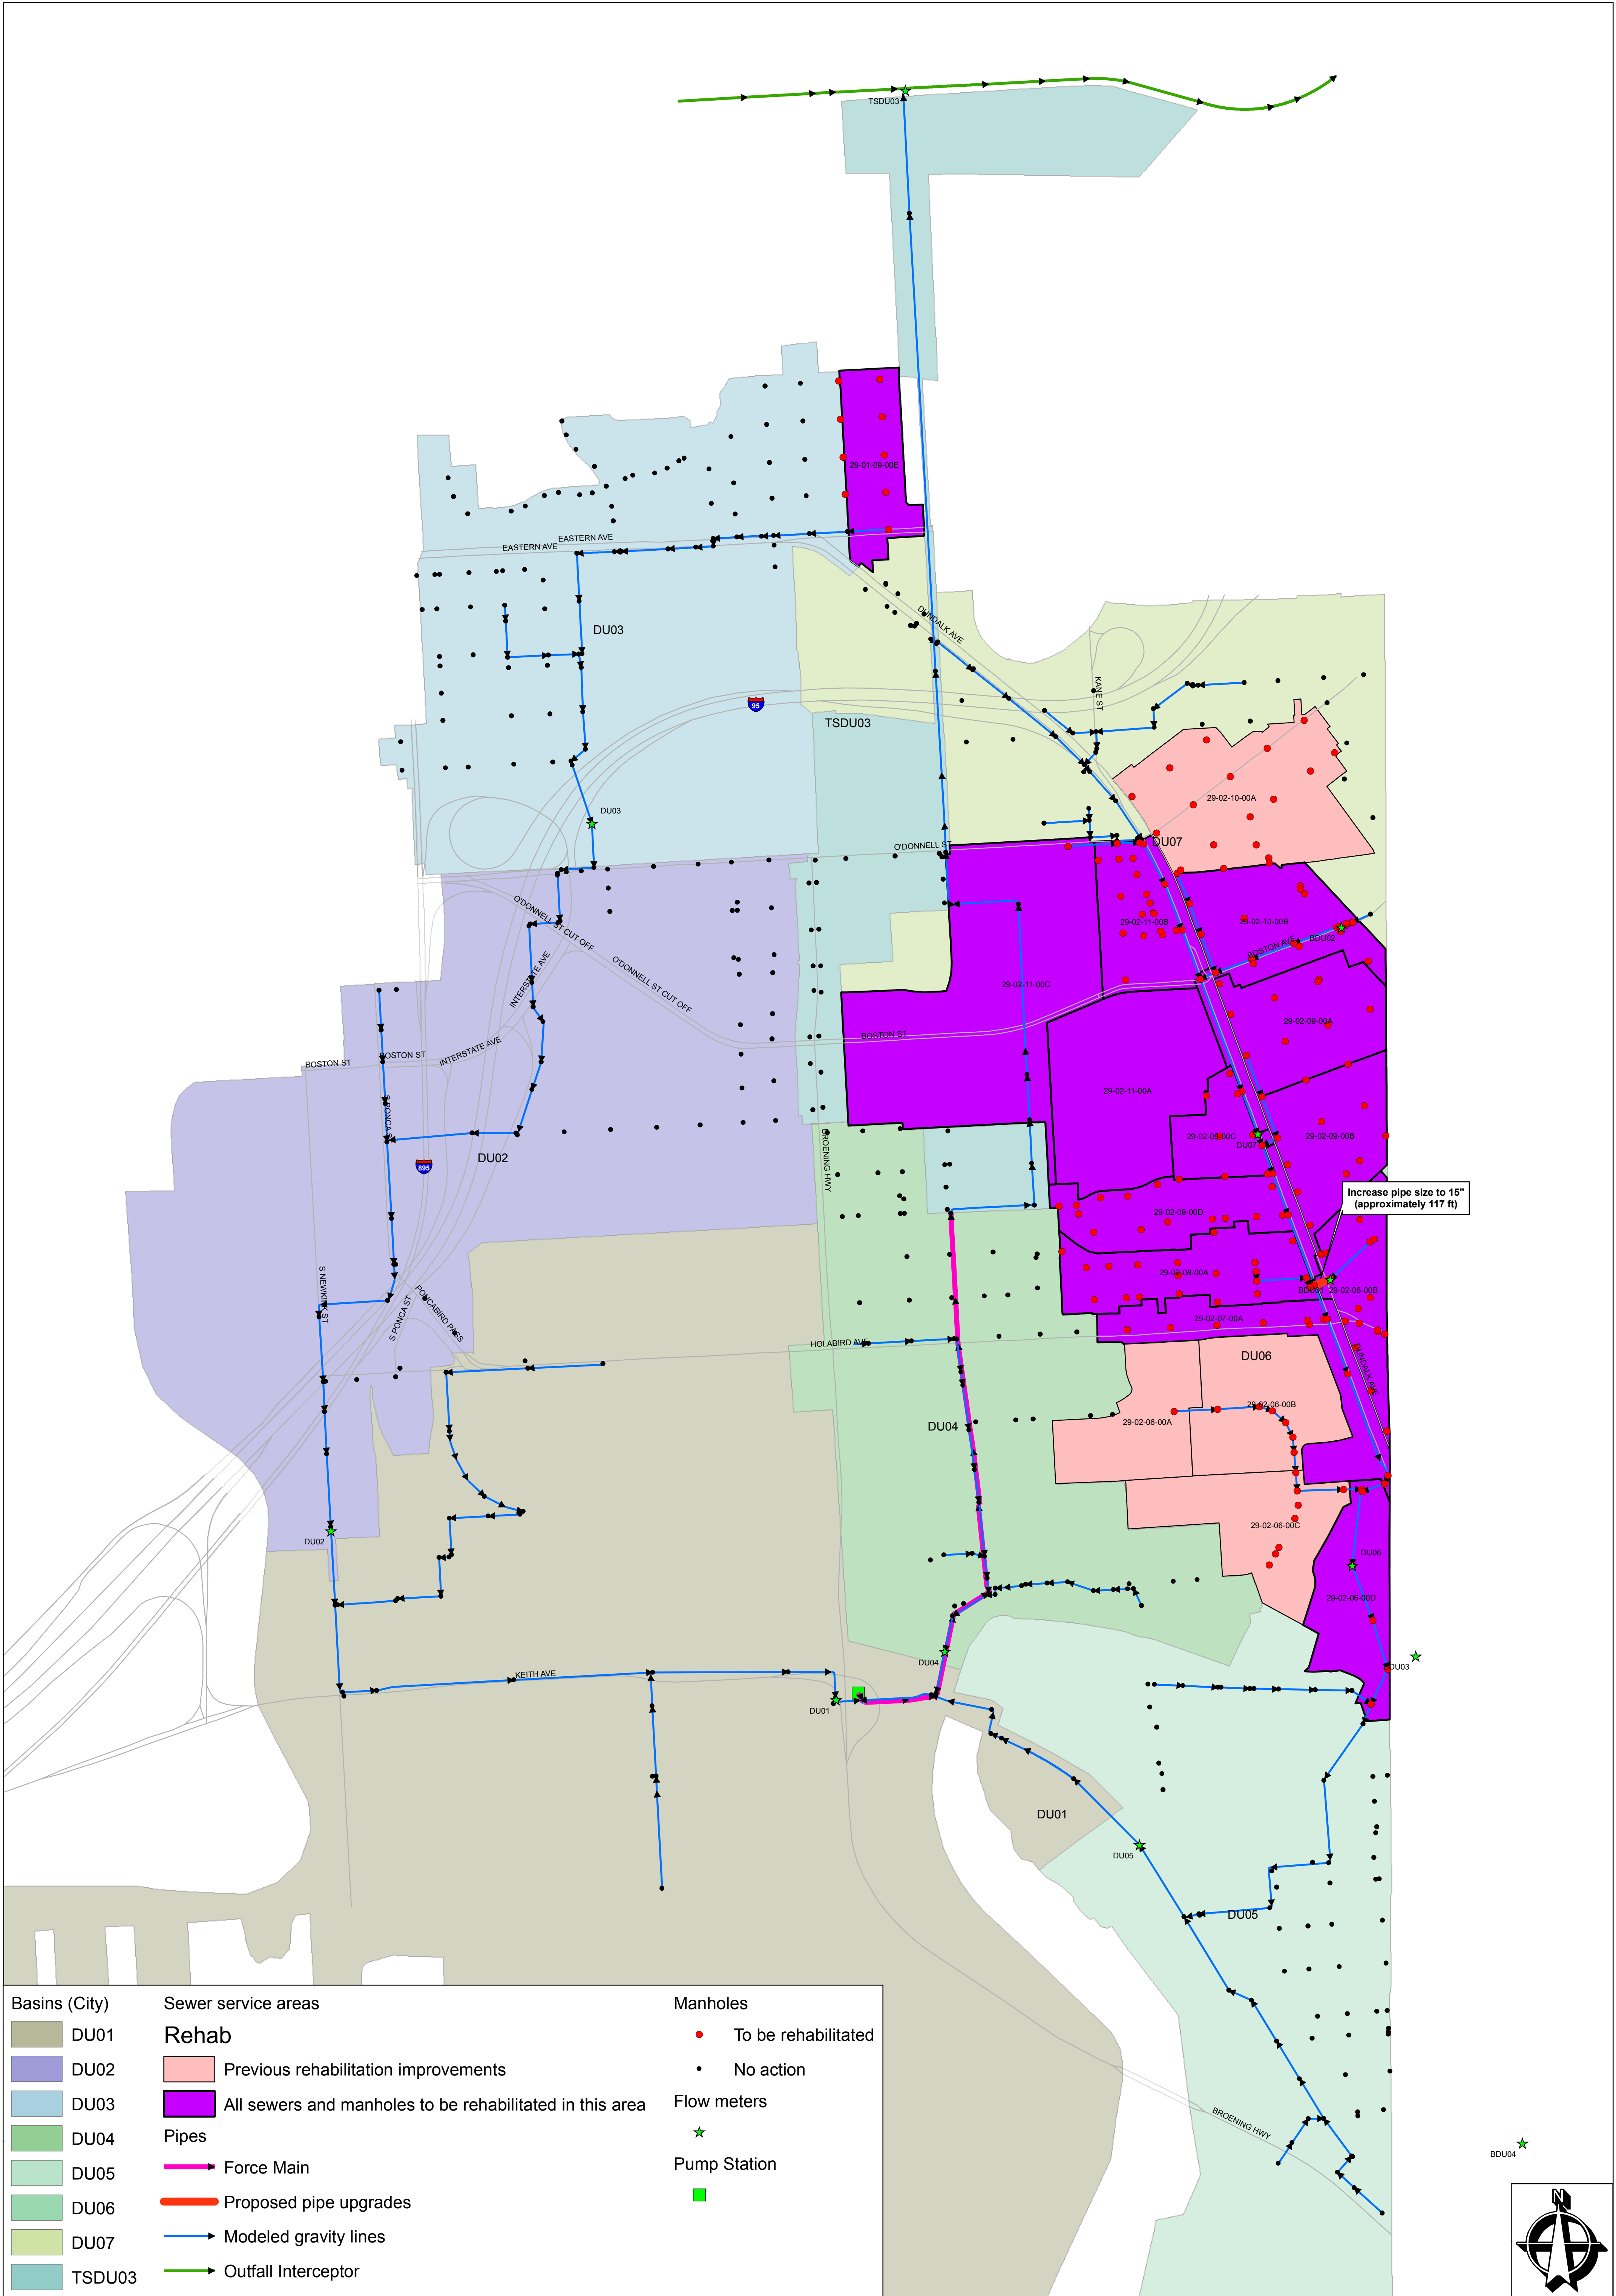 TSDU03
29-01-09-00E
EASTERN AVE
EASTERN AVE
DU03
DUNDALK AVE
KANE ST
95
TSDU03
29-02-10-00A
DU03
O'DONNELL ST
DU07
O'DONNELL ST CUT OFF
29-02-11-00B
29-02-10-00B
BDU02
BOSTON AVE
O'DONNELL ST CUT OFF
INTERSTATE AVE
29-02-11-00C
29-02-09-00A
BOSTON ST
BOSTON ST
BOSTON ST
INTERSTATE AVE
29-02-11-00A
S PONCA ST
29-02-09-00C
29-02-09-00B
DU07
BROENING HWY
DU02
895
Increase pipe size to 15"
(approximately 117 ft)
29-02-09-00D
29-02-08-00A
BDU01
29-02-08-00B
S NEWKIRK ST
S PONCA ST
PONCABIRD PASS
29-02-07-00A
HOLABIRD AVE
DU06
DUNDALK AVE
29-02-06-00B
29-02-06-00A
DU04
29-02-06-00C
DU02
DU06
29-02-06-00D
DU04
BDU03
KEITH AVE
DU01
DU01
DU05
DU05
BROENING HWY
BDU04
Basins (City)
DU01
DU02
DU03
DU04
DU05
DU06
DU07
TSDU03
Sewer service areas
Rehab
Previous rehabilitation improvements
All sewers and manholes to be rehabilitated in this area
Pipes
Force Main
Proposed pipe upgrades
Modeled gravity lines
Outfall Interceptor
Manholes
To be rehabilitated
No action
Flow meters
Pump Station
N